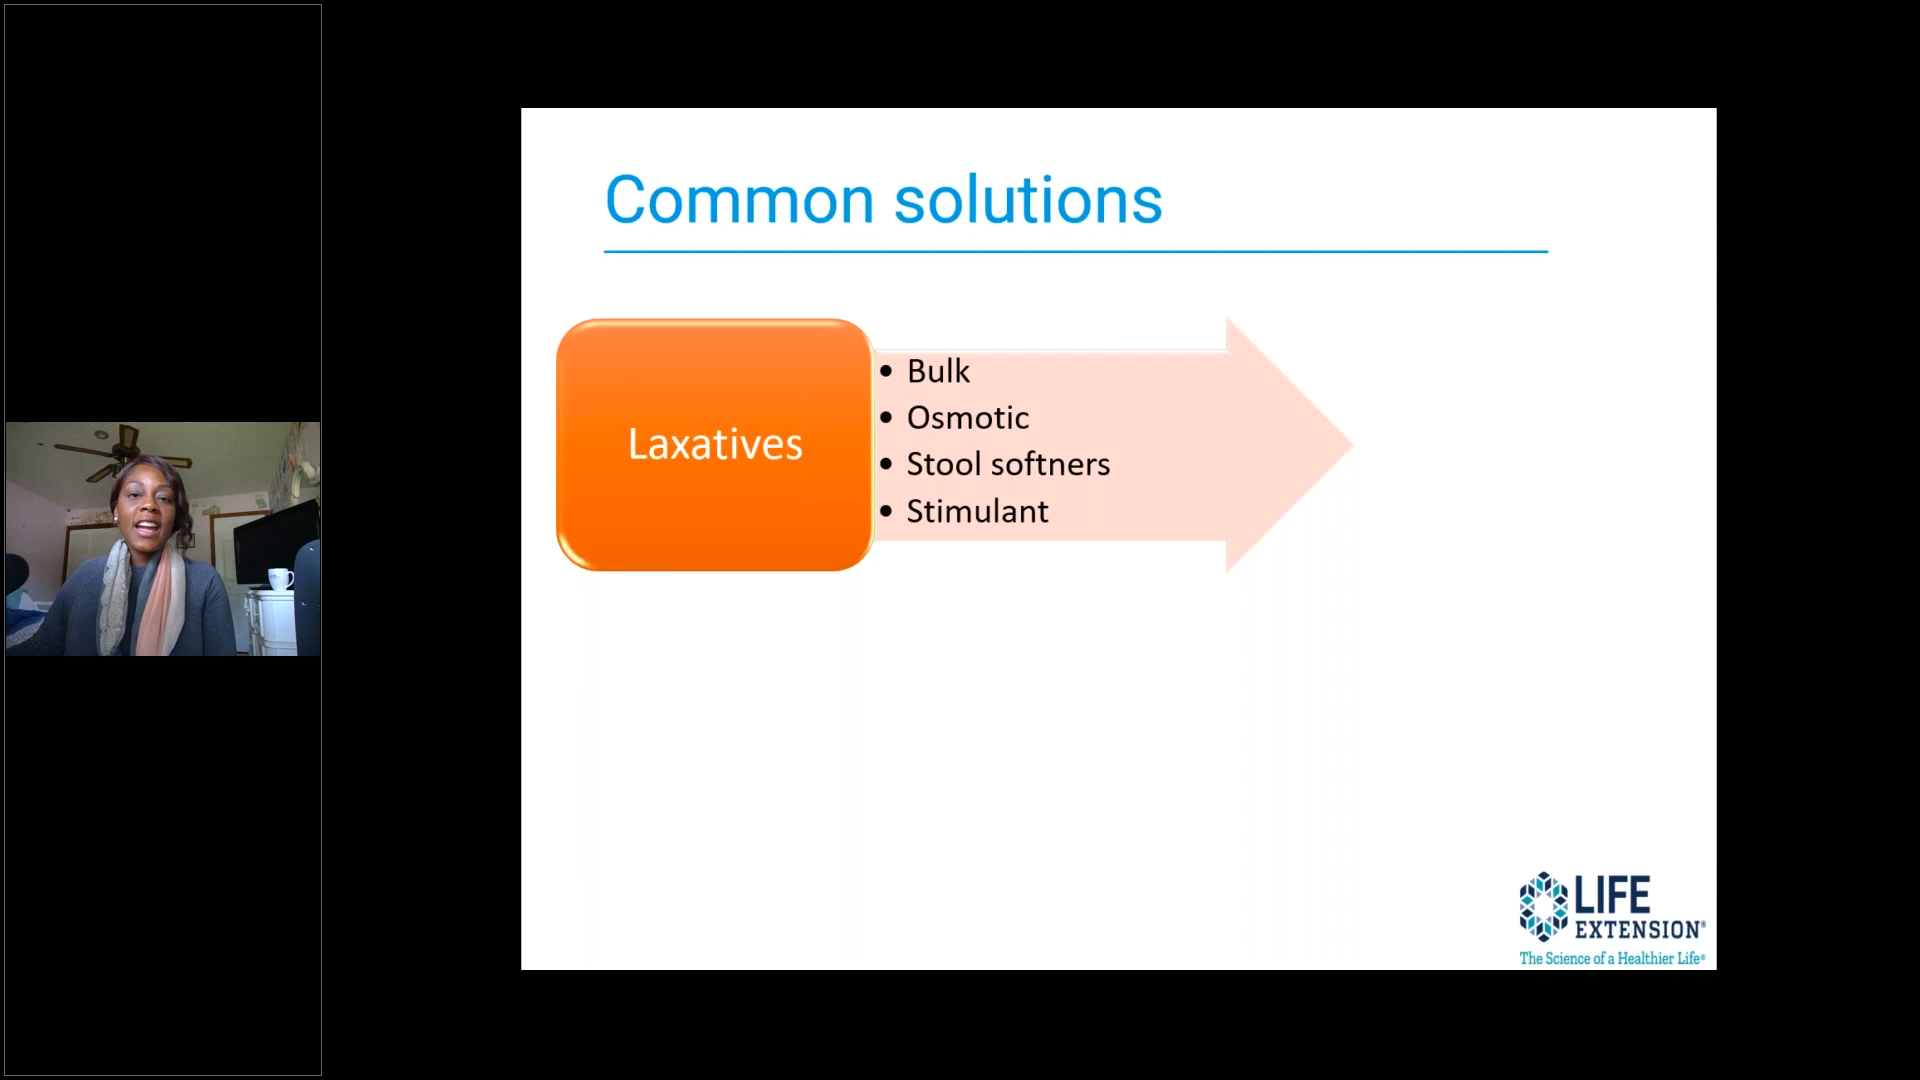 Common solutions
Laxatives
• Bulk
• Osmotic
• Stool softners
• Stimulant
LIFE
EXTENSION®
The Science of a Healthier Life®